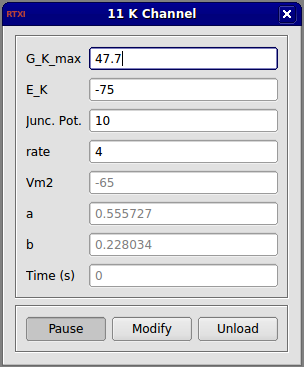 RTXI 11 K Channel
G_K_max 47.7
E_K -75
Junc. Pot. 10
rate 4
Vm2 -65
a 0.555727
b 0.228034
Time (s) 0
Pause Modify Unload